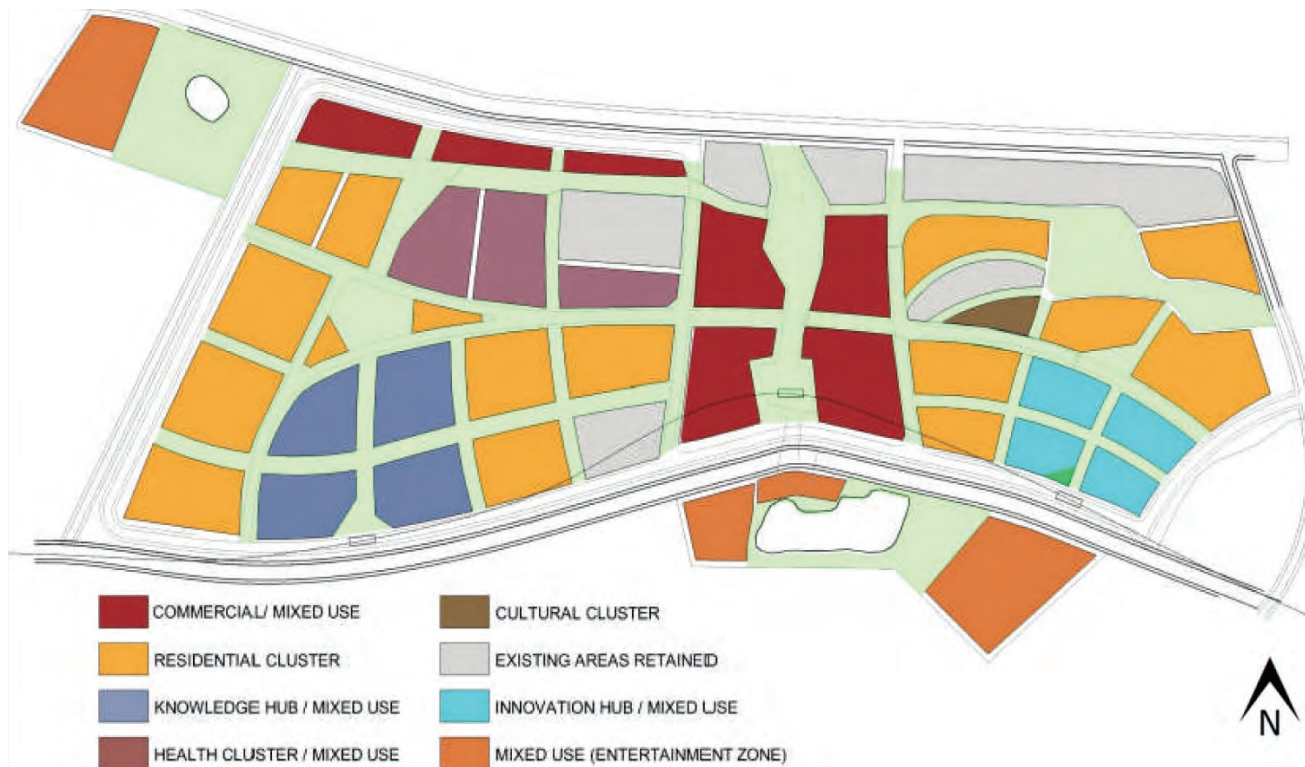 COMMERCIAL/ MIXED USE
RESIDENTIAL CLUSTER
KNOWLEDGE HUB / MIXED USE
HEALTH CLUSTER / MIXED USE
CULTURAL CLUSTER
EXISTING AREAS RETAINED
INNOVATION HUB / MIXED USE
MIXED USE (ENTERTAINMENT ZONE)
N